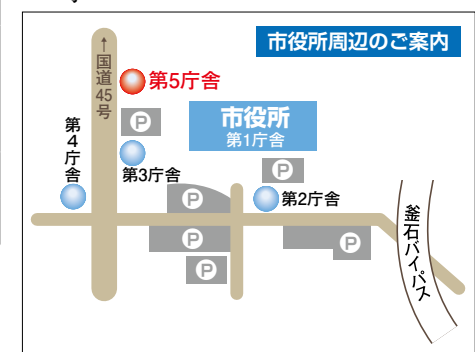 市役所周辺のご案内
↑国道45号
第5庁舎
P
市役所
第1庁舎
第4庁舎
第3庁舎
P
第2庁舎
P
P
P
P
釜石バイパス